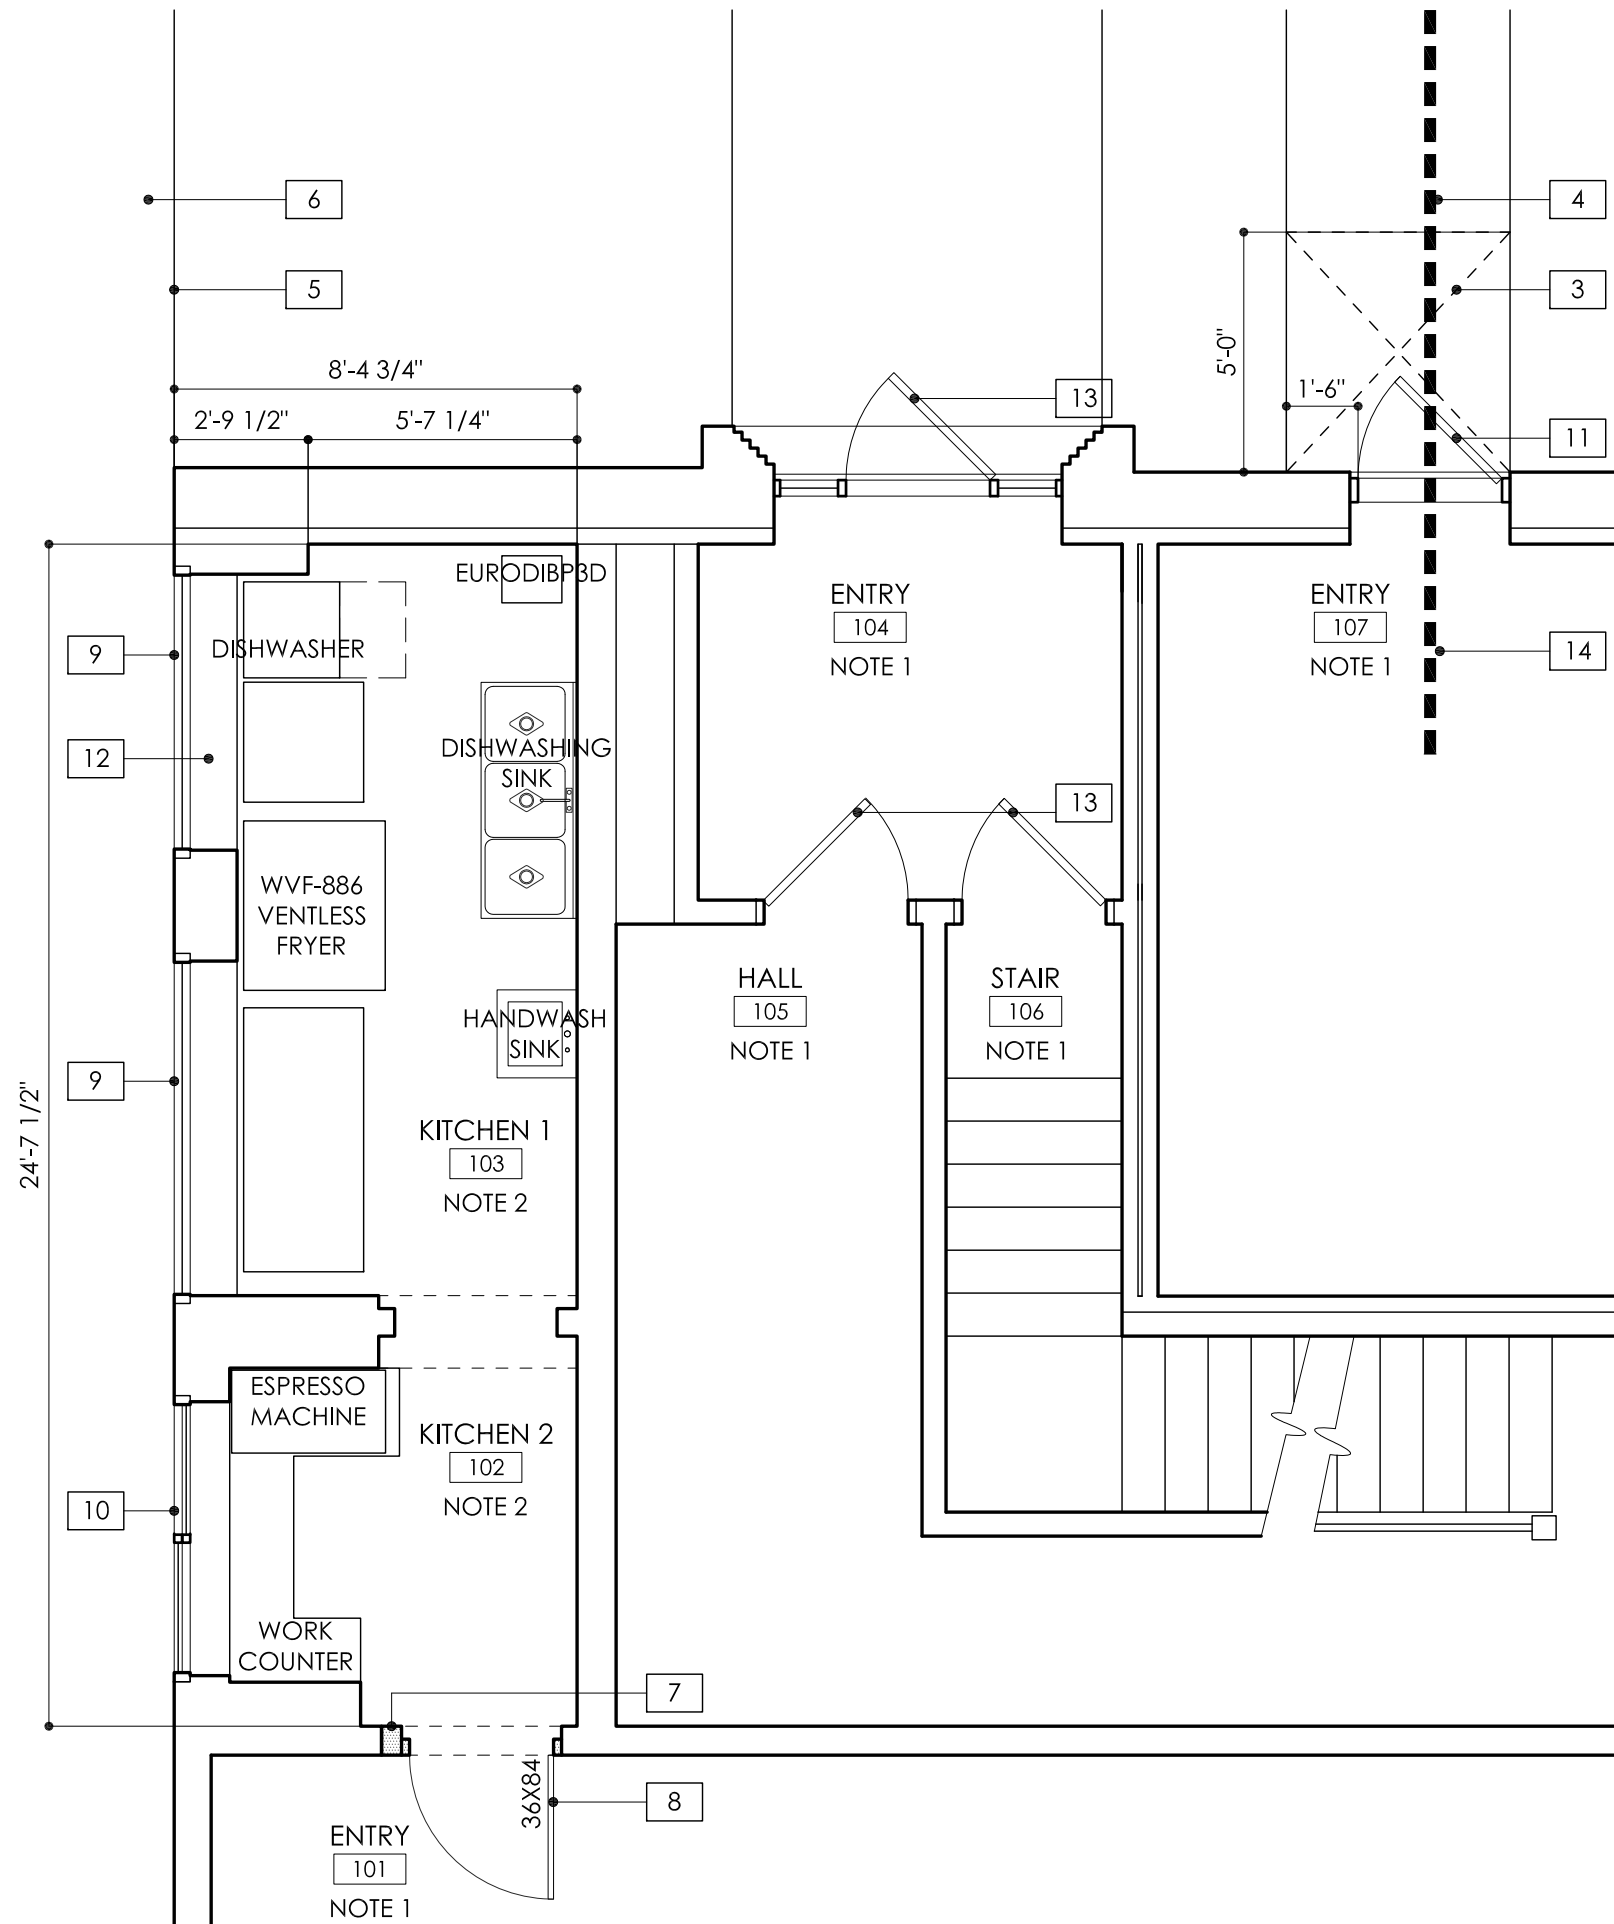 6
4
5
3
8'-4 3/4"
5'-0"
2'-9 1/2"
5'-7 1/4"
13
1'-6"
11
EURODIBP3D
ENTRY
104
NOTE 1
ENTRY
107
NOTE 1
9
DISHWASHER
14
12
DISHWASHING
SINK
13
WVF-886
VENTLESS
FRYER
HALL
105
NOTE 1
STAIR
106
NOTE 1
HANDWASH
SINK
9
24'-7 1/2"
KITCHEN 1
103
NOTE 2
ESPRESSO
MACHINE
KITCHEN 2
102
NOTE 2
10
WORK
COUNTER
7
36X84
8
ENTRY
101
NOTE 1